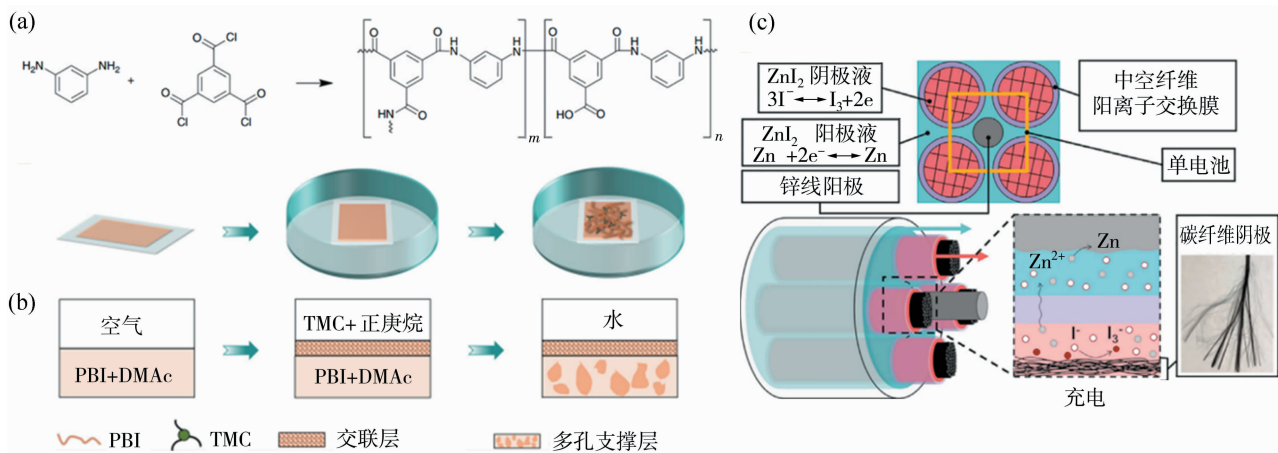 (a)
H₂N
NH₂
+
O
Cl
Cl
O
O
Cl
O
O
H
N
H
N
O
HN
m
O
O
H
N
H
N
HO
O
n
(b)
空气
PBI+DMAc
TMC+正庚烷
PBI+DMAc
水
PBI
TMC
交联层
多孔支撑层
(c)
ZnI₂ 阴极液
3I⁻⟷I₃+2e
ZnI₂ 阳极液
Zn +2e⁻⟷Zn
锌线阳极
中空纤维
阳离子交换膜
单电池
Zn
Zn²⁺
I⁻
I₃⁻
充电
碳纤维阴极